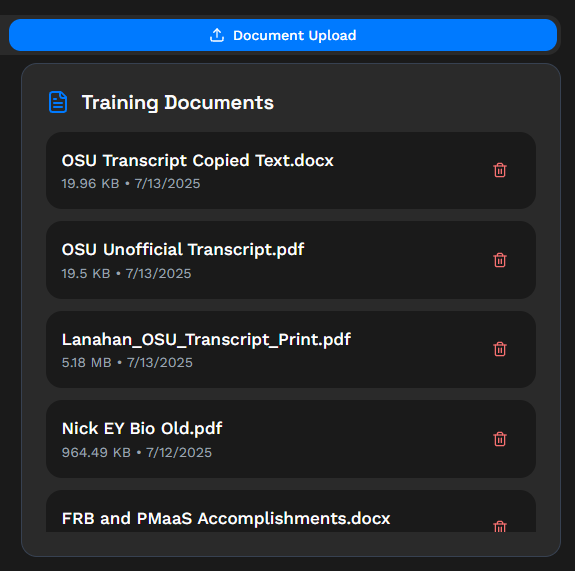 Document Upload
Training Documents
OSU Transcript Copied Text.docx
19.96 KB • 7/13/2025
OSU Unofficial Transcript.pdf
19.5 KB • 7/13/2025
Lanahan_OSU_Transcript_Print.pdf
5.18 MB • 7/13/2025
Nick EY Bio Old.pdf
964.49 KB • 7/12/2025
FRB and PMaaS Accomplishments.docx